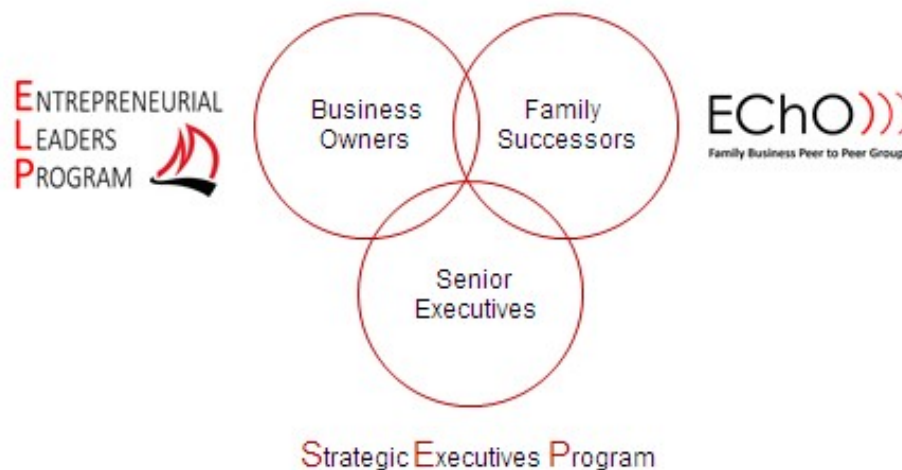 ENTREPRENEURIAL
LEADERS
PROGRAM
Business
Owners
Family
Successors
EChO
Family Business Peer to Peer Group
Senior
Executives
Strategic Executives Program